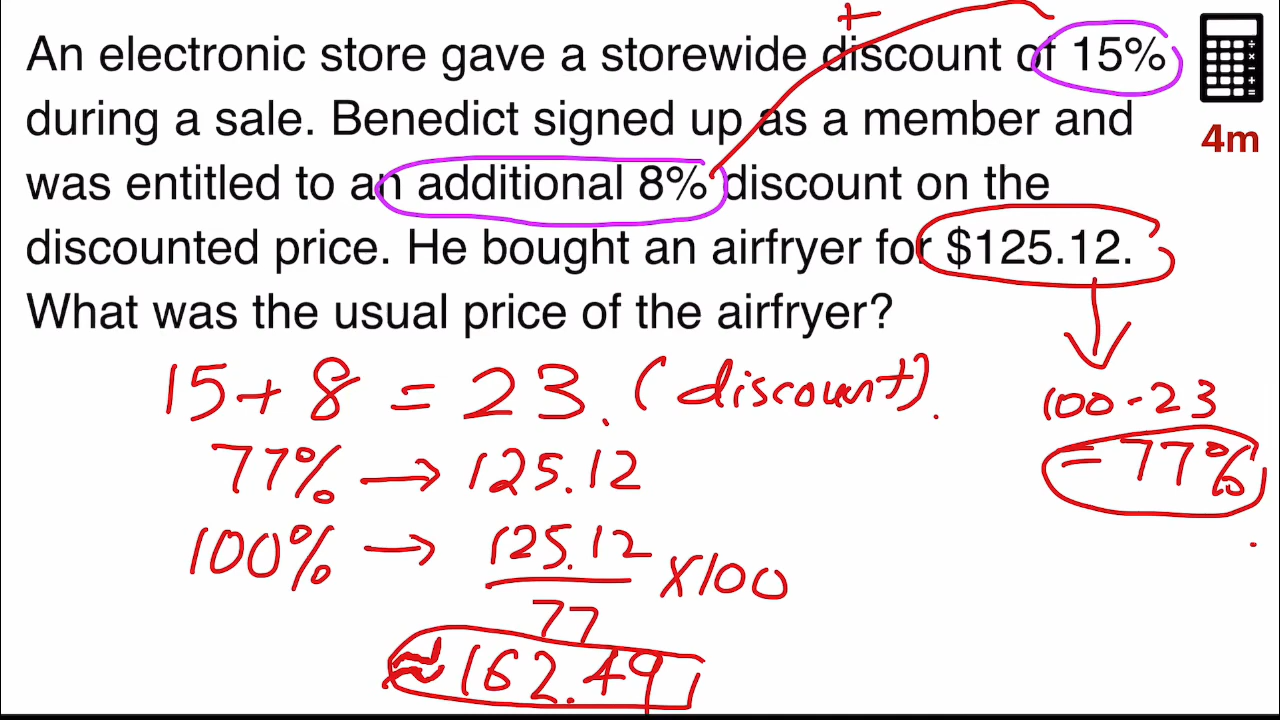 An electronic store gave a storewide discount of 15%
during a sale. Benedict signed up as a member and
was entitled to an additional 8% discount on the
discounted price. He bought an airfryer for $125.12.
What was the usual price of the airfryer?
4m
+
15 + 8 = 23. (discount).
100 - 23
= 77%
77% → 125.12
100% → 125.12/77 × 100
≈ 162.49